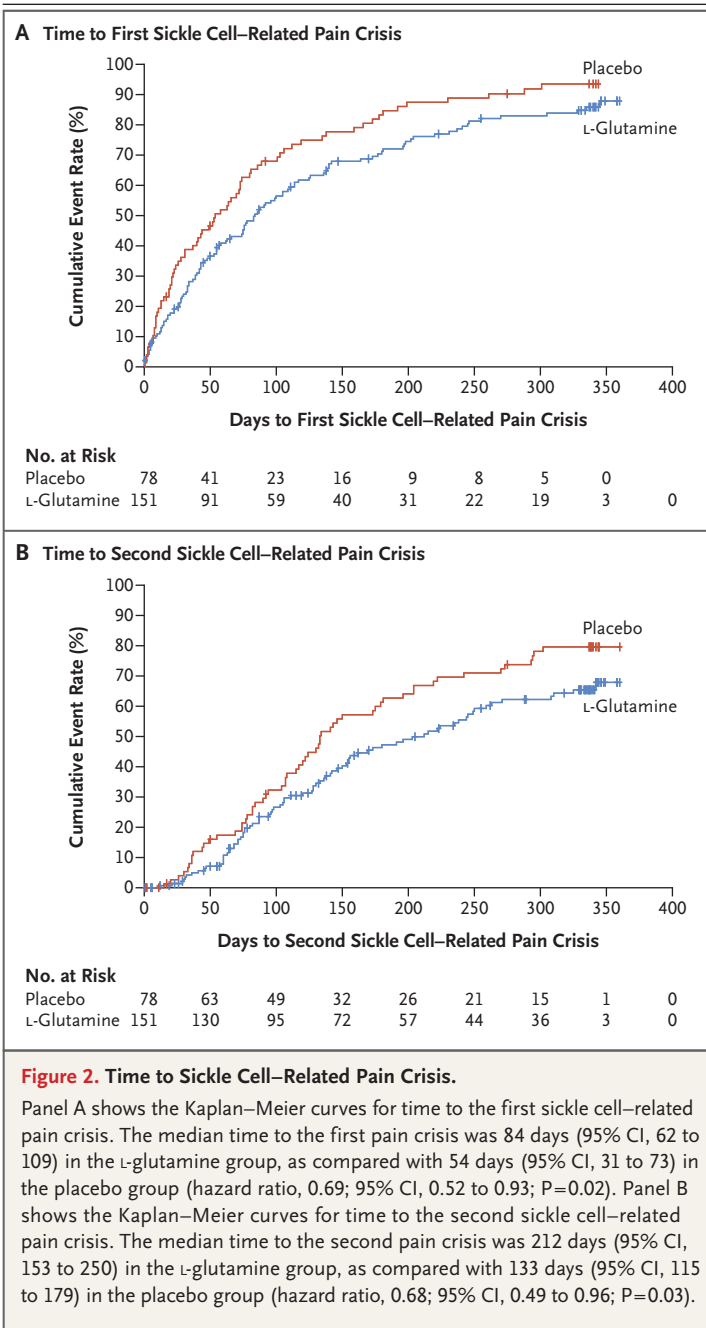 A Time to First Sickle Cell–Related Pain Crisis
100
90
80
70
60
50
40
30
20
10
0
Cumulative Event Rate (%)
Placebo
L-Glutamine
0 50 100 150 200 250 300 350 400
Days to First Sickle Cell–Related Pain Crisis
No. at Risk
Placebo 78 41 23 16 9 8 5 0
L-Glutamine 151 91 59 40 31 22 19 3 0
B Time to Second Sickle Cell–Related Pain Crisis
100
90
80
70
60
50
40
30
20
10
0
Cumulative Event Rate (%)
Placebo
L-Glutamine
0 50 100 150 200 250 300 350 400
Days to Second Sickle Cell–Related Pain Crisis
No. at Risk
Placebo 78 63 49 32 26 21 15 1 0
L-Glutamine 151 130 95 72 57 44 36 3 0
Figure 2. Time to Sickle Cell–Related Pain Crisis.
Panel A shows the Kaplan–Meier curves for time to the first sickle cell–related
pain crisis. The median time to the first pain crisis was 84 days (95% CI, 62 to
109) in the L-glutamine group, as compared with 54 days (95% CI, 31 to 73) in
the placebo group (hazard ratio, 0.69; 95% CI, 0.52 to 0.93; P=0.02). Panel B
shows the Kaplan–Meier curves for time to the second sickle cell–related
pain crisis. The median time to the second pain crisis was 212 days (95% CI,
153 to 250) in the L-glutamine group, as compared with 133 days (95% CI, 115
to 179) in the placebo group (hazard ratio, 0.68; 95% CI, 0.49 to 0.96; P=0.03).